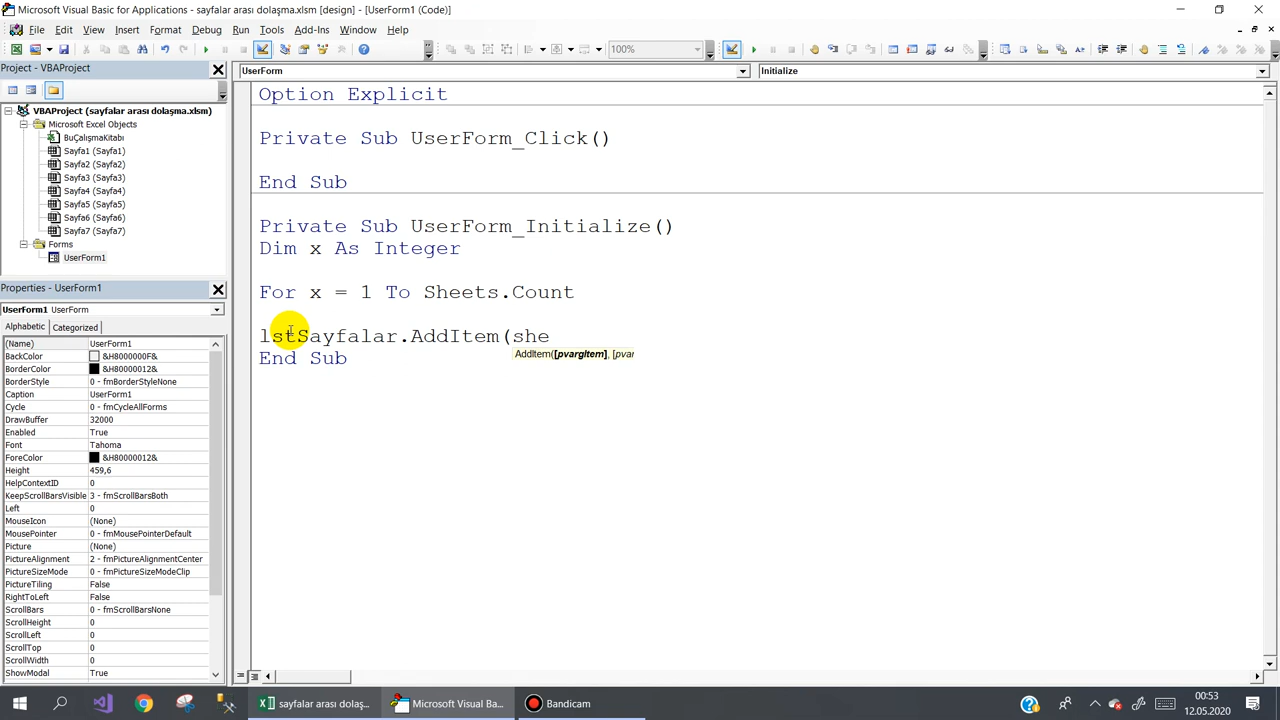 Microsoft Visual Basic for Applications - sayfalar arası dolaşma.xlsm [design] - [UserForm1 (Code)]
File Edit View Insert Format Debug Run Tools Add-Ins Window Help
100%
Project - VBAProject
UserForm
Initialize
VBAProject (sayfalar arası dolaşma.xlsm)
Microsoft Excel Objects
BuÇalışmaKitabı
Sayfa1 (Sayfa1)
Sayfa2 (Sayfa2)
Sayfa3 (Sayfa3)
Sayfa4 (Sayfa4)
Sayfa5 (Sayfa5)
Sayfa6 (Sayfa6)
Sayfa7 (Sayfa7)
Forms
UserForm1
Properties - UserForm1
UserForm1 UserForm
Alphabetic Categorized
(Name) UserForm1
BackColor &H8000000F&
BorderColor &H80000012&
BorderStyle 0 - fmBorderStyleNone
Caption UserForm1
Cycle 0 - fmCycleAllForms
DrawBuffer 32000
Enabled True
Font Tahoma
ForeColor &H80000012&
Height 459,6
HelpContextID 0
KeepScrollBarsVisible 3 - fmScrollBarsBoth
Left 0
MouseIcon (None)
MousePointer 0 - fmMousePointerDefault
Picture (None)
PictureAlignment 2 - fmPictureAlignmentCenter
PictureSizeMode 0 - fmPictureSizeModeClip
PictureTiling False
RightToLeft False
ScrollBars 0 - fmScrollBarsNone
ScrollHeight 0
ScrollLeft 0
ScrollTop 0
ScrollWidth 0
ShowModal True
Option Explicit
Private Sub UserForm_Click()
End Sub
Private Sub UserForm_Initialize()
Dim x As Integer
For x = 1 To Sheets.Count
lstSayfalar.AddItem(she
AddItem([pvargItem], [pvar
End Sub
sayfalar arası dolaş...
Microsoft Visual Ba...
Bandicam
00:53
12.05.2020